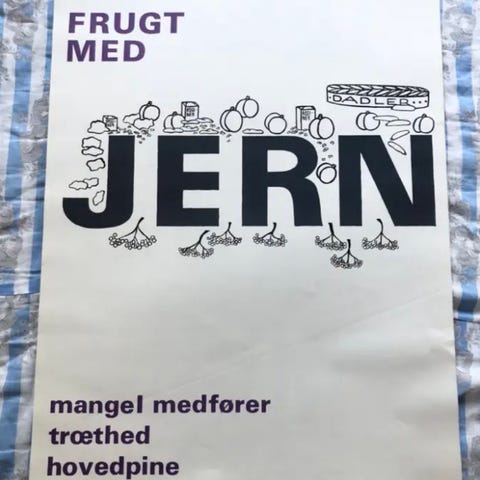 FRUGT
MED
DADLER
JERN
mangel medfører
træthed
hovedpine